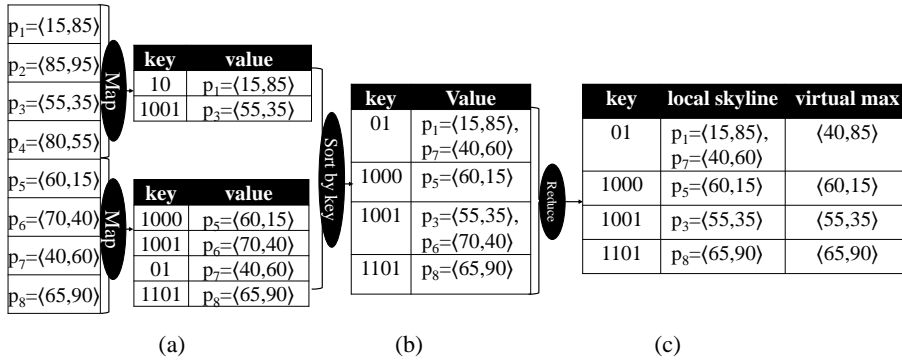 p1=⟨15,85⟩
p2=⟨85,95⟩
p3=⟨55,35⟩
p4=⟨80,55⟩
p5=⟨60,15⟩
p6=⟨70,40⟩
p7=⟨40,60⟩
p8=⟨65,90⟩
Map
Map
key value
10 p1=⟨15,85⟩
1001 p3=⟨55,35⟩
key value
1000 p5=⟨60,15⟩
1001 p6=⟨70,40⟩
01 p7=⟨40,60⟩
1101 p8=⟨65,90⟩
Sort by key
key Value
01 p1=⟨15,85⟩,
p7=⟨40,60⟩
1000 p5=⟨60,15⟩
1001 p3=⟨55,35⟩,
p6=⟨70,40⟩
1101 p8=⟨65,90⟩
Reduce
key local skyline virtual max
01 p1=⟨15,85⟩, ⟨40,85⟩
p7=⟨40,60⟩
1000 p5=⟨60,15⟩ ⟨60,15⟩
1001 p3=⟨55,35⟩ ⟨55,35⟩
1101 p8=⟨65,90⟩ ⟨65,90⟩
(a) (b) (c)